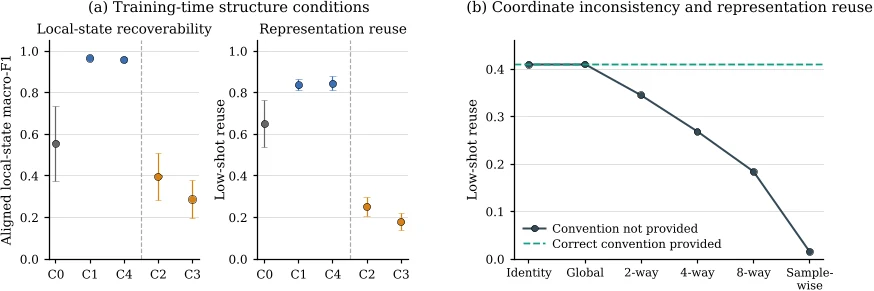 (a) Training-time structure conditions
Local-state recoverability
Representation reuse
Aligned local-state macro-F1
1.0
0.8
0.6
0.4
0.2
0.0
C0 C1 C4 C2 C3
Low-shot reuse
1.0
0.8
0.6
0.4
0.2
0.0
C0 C1 C4 C2 C3
(b) Coordinate inconsistency and representation reuse
Low-shot reuse
0.4
0.3
0.2
0.1
0.0
Convention not provided
Correct convention provided
Identity Global 2-way 4-way 8-way Sample-
wise